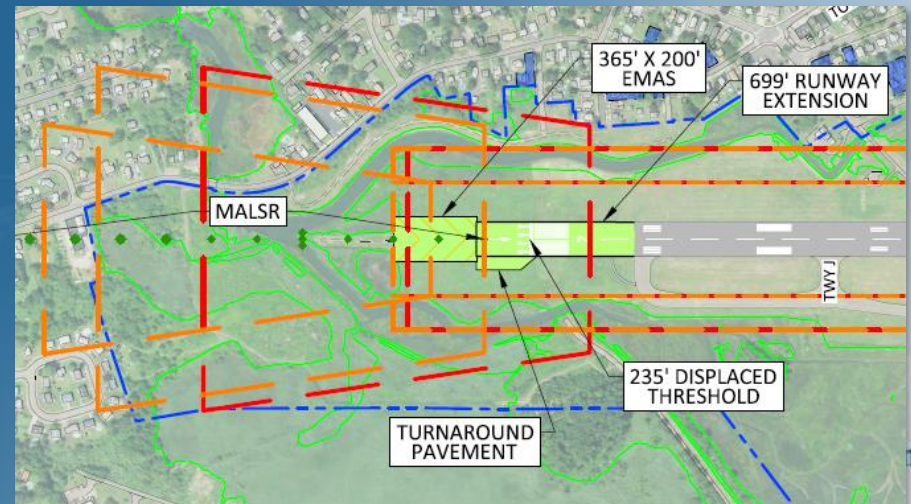 365' X 200'
EMAS
699' RUNWAY
EXTENSION
MALSR
TWY J
235' DISPLACED
THRESHOLD
TURNAROUND
PAVEMENT